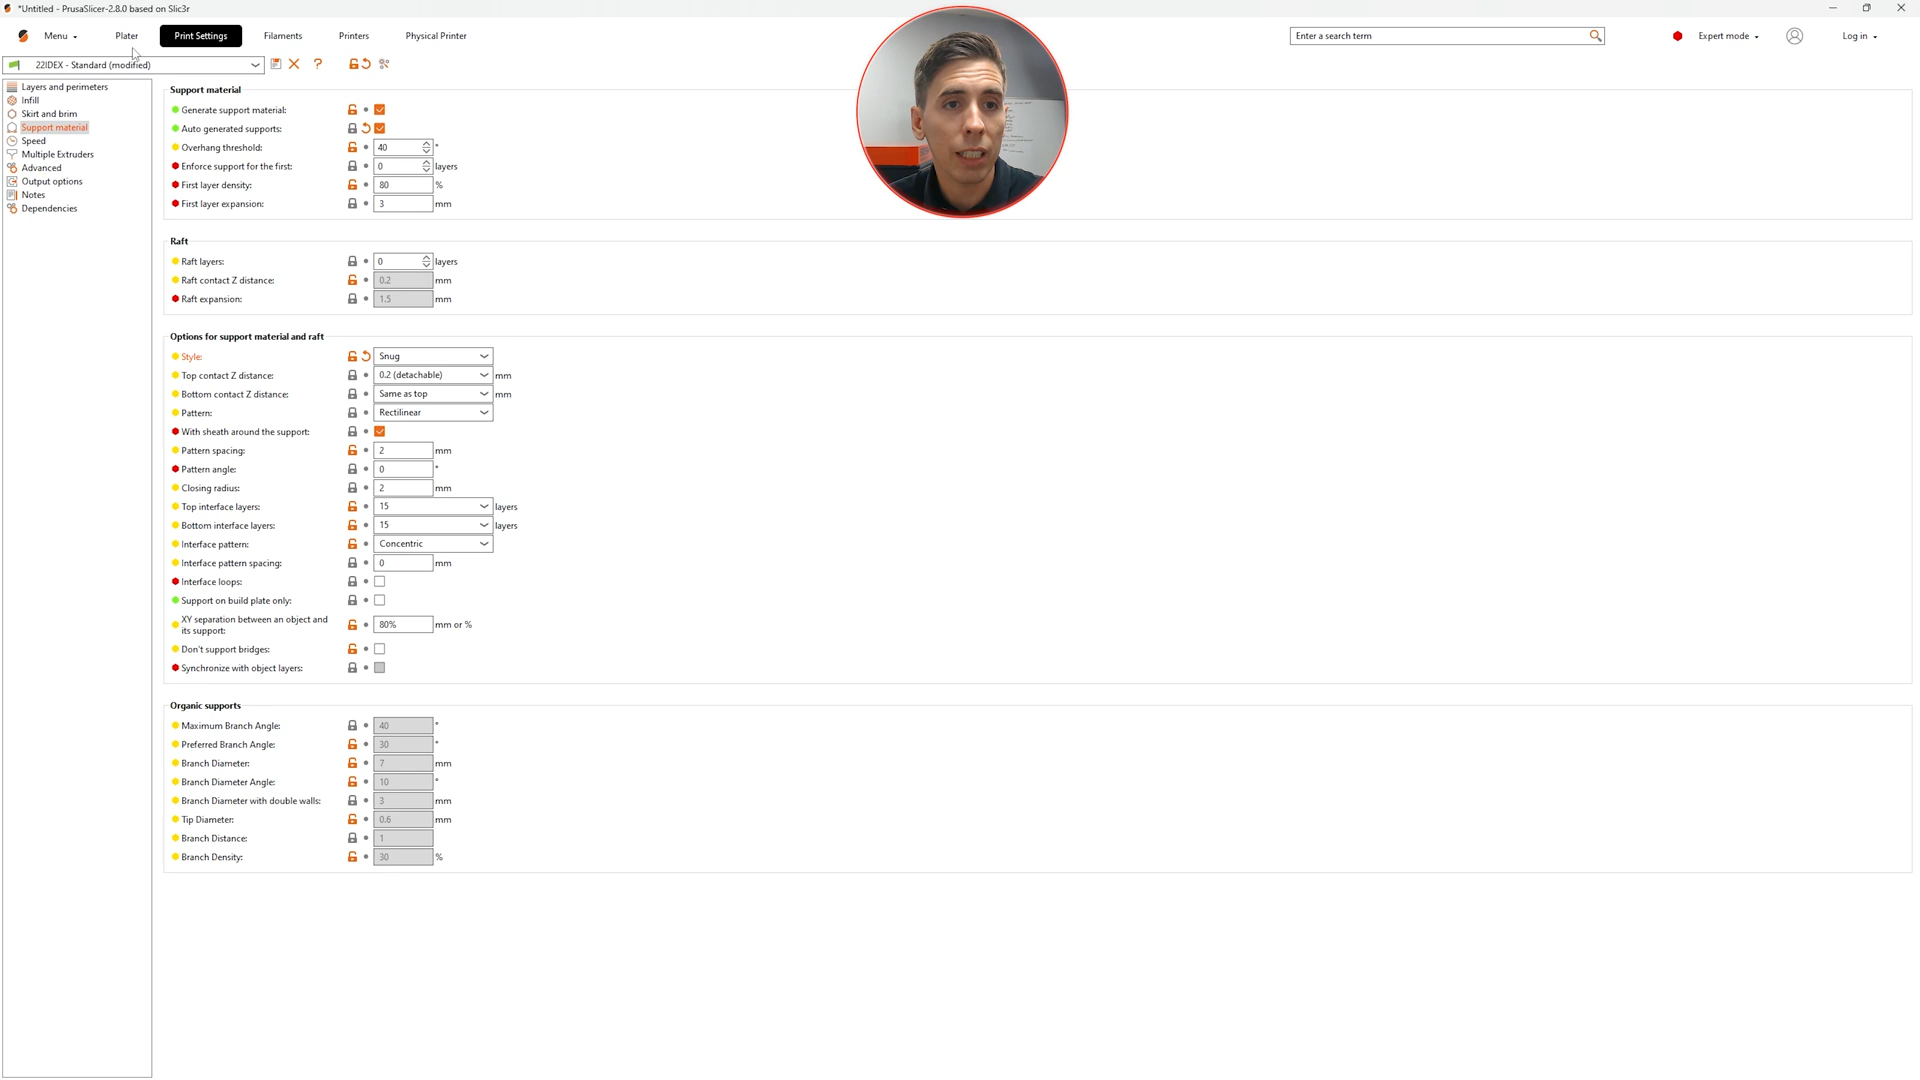 *Untitled - PrusaSlicer-2.8.0 based on Slic3r
Menu
Plater
Print Settings
Filaments
Printers
Physical Printer
Enter a search term
Expert mode
Log in
22IDEX - Standard (modified)
?
Layers and perimeters
Infill
Skirt and brim
Support material
Speed
Multiple Extruders
Advanced
Output options
Notes
Dependencies
Support material
Generate support material:
Auto generated supports:
Overhang threshold: 40 °
Enforce support for the first: 0 layers
First layer density: 80 %
First layer expansion: 3 mm
Raft
Raft layers: 0 layers
Raft contact Z distance: 0.2 mm
Raft expansion: 1.5 mm
Options for support material and raft
Style: Snug
Top contact Z distance: 0.2 (detachable) mm
Bottom contact Z distance: Same as top mm
Pattern: Rectilinear
With sheath around the support:
Pattern spacing: 2 mm
Pattern angle: 0 °
Closing radius: 2 mm
Top interface layers: 15 layers
Bottom interface layers: 15 layers
Interface pattern: Concentric
Interface pattern spacing: 0 mm
Interface loops:
Support on build plate only:
XY separation between an object and
its support: 80% mm or %
Don't support bridges:
Synchronize with object layers:
Organic supports
Maximum Branch Angle: 40 °
Preferred Branch Angle: 30 °
Branch Diameter: 7 mm
Branch Diameter Angle: 10 °
Branch Diameter with double walls: 3 mm
Tip Diameter: 0.6 mm
Branch Distance: 1
Branch Density: 30 %